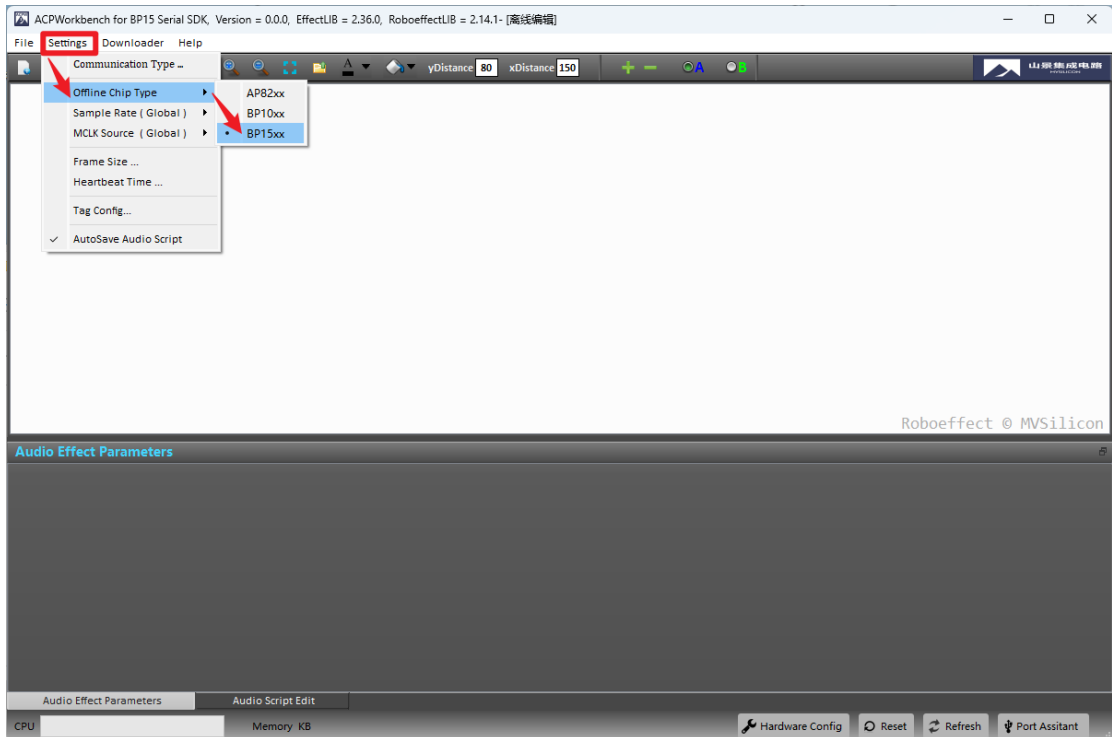 ACPWorkbench for BP15 Serial SDK, Version = 0.0.0, EffectLIB = 2.36.0, RoboeffectLIB = 2.14.1- [离线编辑]
File Settings Downloader Help
A yDistance 80 xDistance 150 A B 山景集成电路
MVSILICON
Communication Type ...
Offline Chip Type
Sample Rate ( Global )
MCLK Source ( Global )
Frame Size ...
Heartbeat Time ...
Tag Config...
AutoSave Audio Script
AP82xx
BP10xx
BP15xx
Roboeffect © MVSilicon
Audio Effect Parameters
Audio Effect Parameters Audio Script Edit
CPU Memory KB Hardware Config Reset Refresh Port Assitant